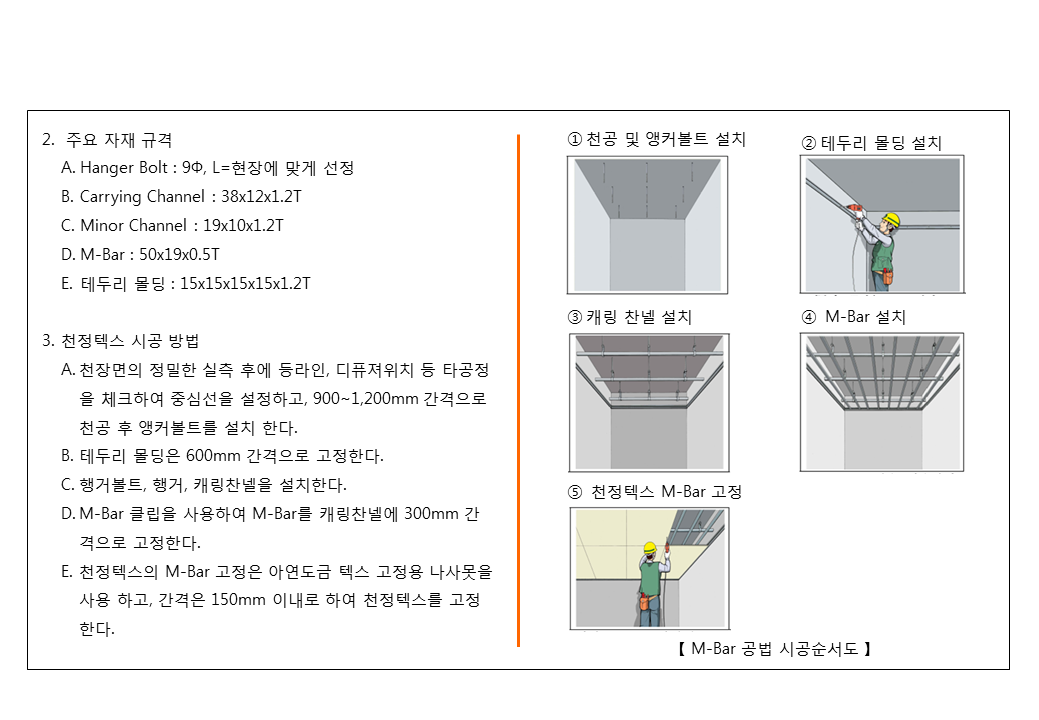 2. 주요 자재 규격
A. Hanger Bolt : 9Φ, L=현장에 맞게 선정
B. Carrying Channel : 38x12x1.2T
C. Minor Channel : 19x10x1.2T
D. M-Bar : 50x19x0.5T
E. 테두리 몰딩 : 15x15x15x15x1.2T
3. 천정텍스 시공 방법
A. 천장면의 정밀한 실측 후에 등라인, 디퓨져위치 등 타공정
을 체크하여 중심선을 설정하고, 900~1,200mm 간격으로
천공 후 앵커볼트를 설치 한다.
B. 테두리 몰딩은 600mm 간격으로 고정한다.
C. 행거볼트, 행거, 캐링찬넬을 설치한다.
D. M-Bar 클립을 사용하여 M-Bar를 캐링찬넬에 300mm 간
격으로 고정한다.
E. 천정텍스의 M-Bar 고정은 아연도금 텍스 고정용 나사못을
사용 하고, 간격은 150mm 이내로 하여 천정텍스를 고정
한다.
① 천공 및 앵커볼트 설치
② 테두리 몰딩 설치
③ 캐링 찬넬 설치
④ M-Bar 설치
⑤ 천정텍스 M-Bar 고정
【 M-Bar 공법 시공순서도 】